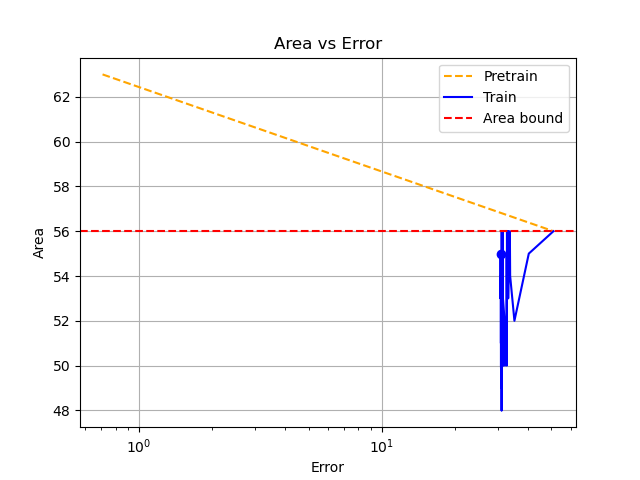 Area vs Error
Pretrain
Train
Area bound
62
60
58
56
54
52
50
48
Area
10⁰
10¹
Error